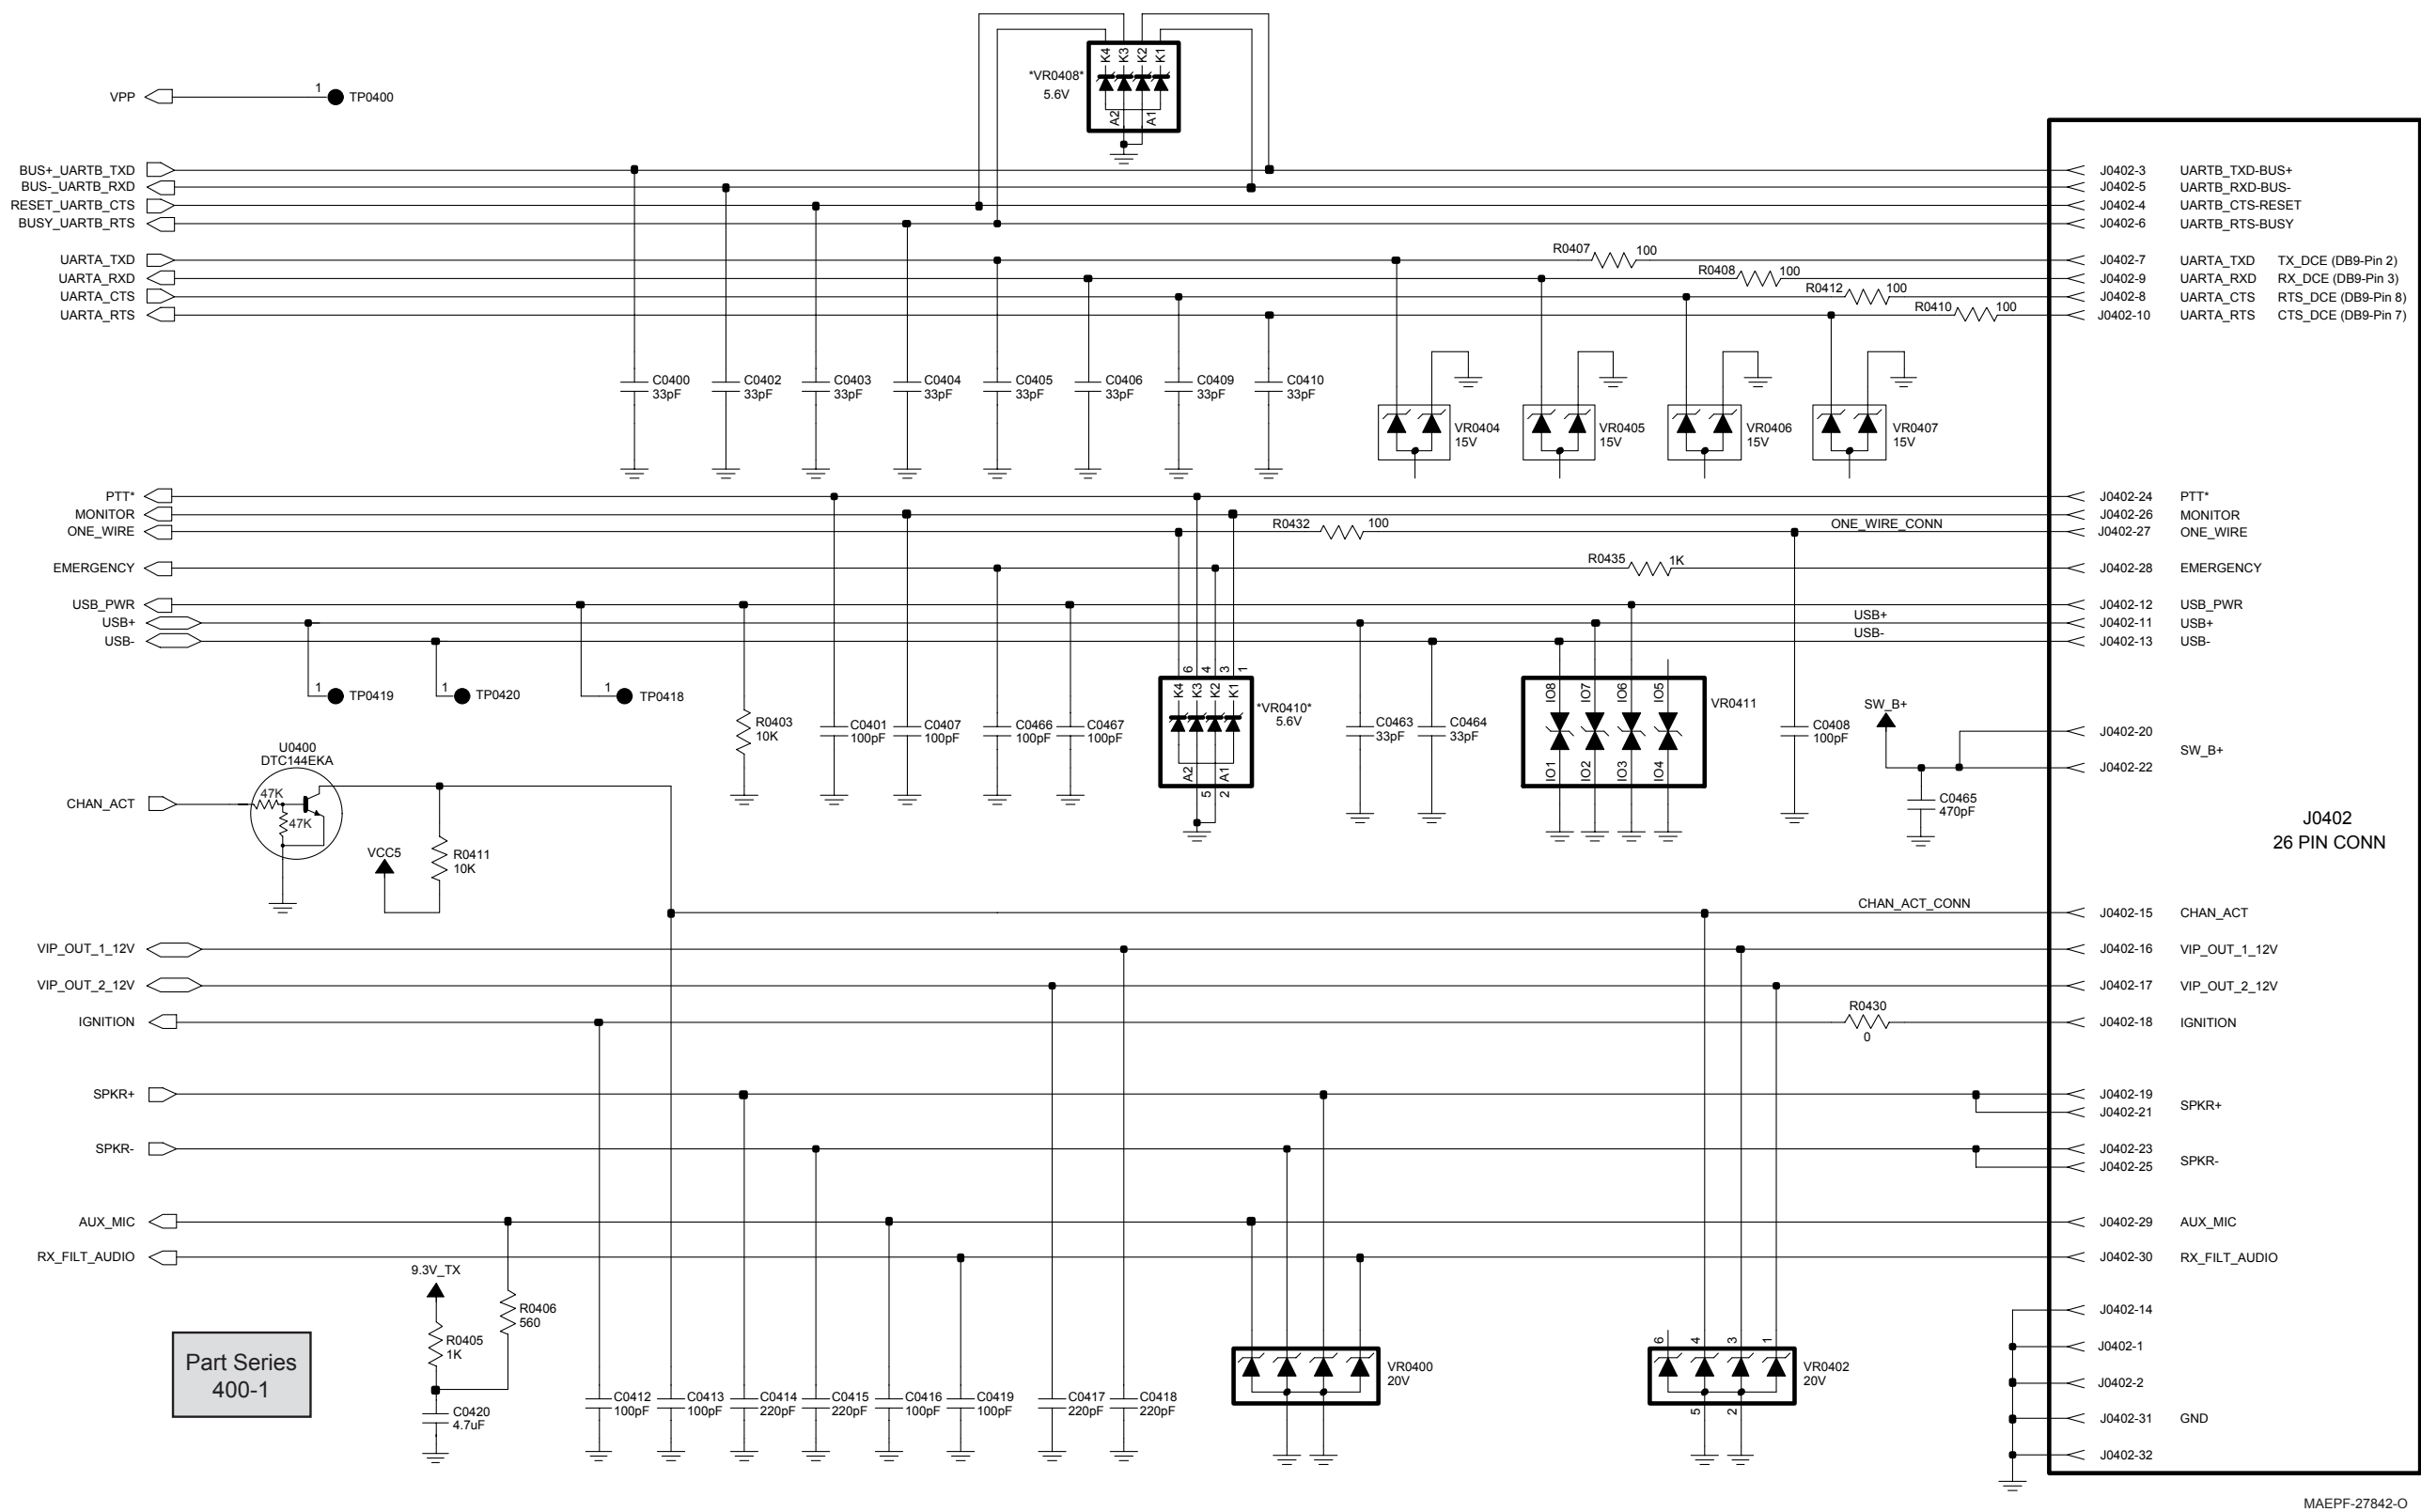 K4 K3 K2 K1
*VR0408*
5.6V
A2 A1
VPP
1 TP0400
BUS+_UARTB_TXD
BUS-_UARTB_RXD
RESET_UARTB_CTS
BUSY_UARTB_RTS
J0402-3 UARTB_TXD-BUS+
J0402-5 UARTB_RXD-BUS-
J0402-4 UARTB_CTS-RESET
J0402-6 UARTB_RTS-BUSY
UARTA_TXD
UARTA_RXD
UARTA_CTS
UARTA_RTS
R0407 100
R0408 100
R0412 100
R0410 100
J0402-7 UARTA_TXD TX_DCE (DB9-Pin 2)
J0402-9 UARTA_RXD RX_DCE (DB9-Pin 3)
J0402-8 UARTA_CTS RTS_DCE (DB9-Pin 8)
J0402-10 UARTA_RTS CTS_DCE (DB9-Pin 7)
C0400
33pF
C0402
33pF
C0403
33pF
C0404
33pF
C0405
33pF
C0406
33pF
C0409
33pF
C0410
33pF
VR0404
15V
VR0405
15V
VR0406
15V
VR0407
15V
PTT*
MONITOR
ONE_WIRE
EMERGENCY
USB_PWR
USB+
USB-
R0432 100
ONE_WIRE_CONN
R0435 1K
USB+
USB-
J0402-24 PTT*
J0402-26 MONITOR
J0402-27 ONE_WIRE
J0402-28 EMERGENCY
J0402-12 USB_PWR
J0402-11 USB+
J0402-13 USB-
1 TP0419
1 TP0420
1 TP0418
R0403
10K
C0401
100pF
C0407
100pF
C0466
100pF
C0467
100pF
6 4 3 1
K4 K3 K2 K1
*VR0410*
5.6V
A2 A1
5 2
C0463
33pF
C0464
33pF
IO8 IO7 IO6 IO5
VR0411
IO1 IO2 IO3 IO4
C0408
100pF
SW_B+
C0465
470pF
J0402-20
SW_B+
J0402-22
J0402
26 PIN CONN
U0400
DTC144EKA
CHAN_ACT
47K
47K
VCC5
R0411
10K
CHAN_ACT_CONN
J0402-15 CHAN_ACT
VIP_OUT_1_12V
J0402-16 VIP_OUT_1_12V
VIP_OUT_2_12V
J0402-17 VIP_OUT_2_12V
IGNITION
R0430
0
J0402-18 IGNITION
SPKR+
J0402-19
SPKR+
J0402-21
SPKR-
J0402-23
SPKR-
J0402-25
AUX_MIC
J0402-29 AUX_MIC
RX_FILT_AUDIO
J0402-30 RX_FILT_AUDIO
9.3V_TX
R0406
560
R0405
1K
C0420
4.7uF
Part Series
400-1
C0412
100pF
C0413
100pF
C0414
220pF
C0415
220pF
C0416
100pF
C0419
100pF
C0417
220pF
C0418
220pF
VR0400
20V
6 4 3 1
VR0402
20V
5 2
J0402-14
J0402-1
J0402-2
J0402-31 GND
J0402-32
MAEPF-27842-O